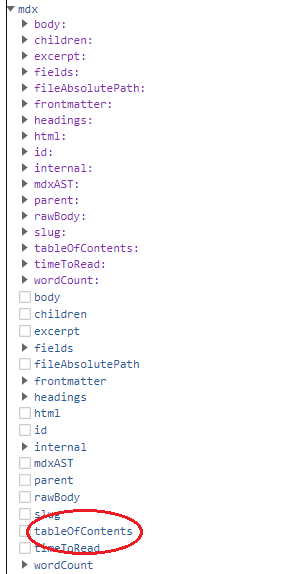 mdx
body:
children:
excerpt:
fields:
fileAbsolutePath:
frontmatter:
headings:
html:
id:
internal:
mdxAST:
parent:
rawBody:
slug:
tableOfContents:
timeToRead:
wordCount:
body
children
excerpt
fields
fileAbsolutePath
frontmatter
headings
html
id
internal
mdxAST
parent
rawBody
slug
tableOfContents
timeToRead
wordCount